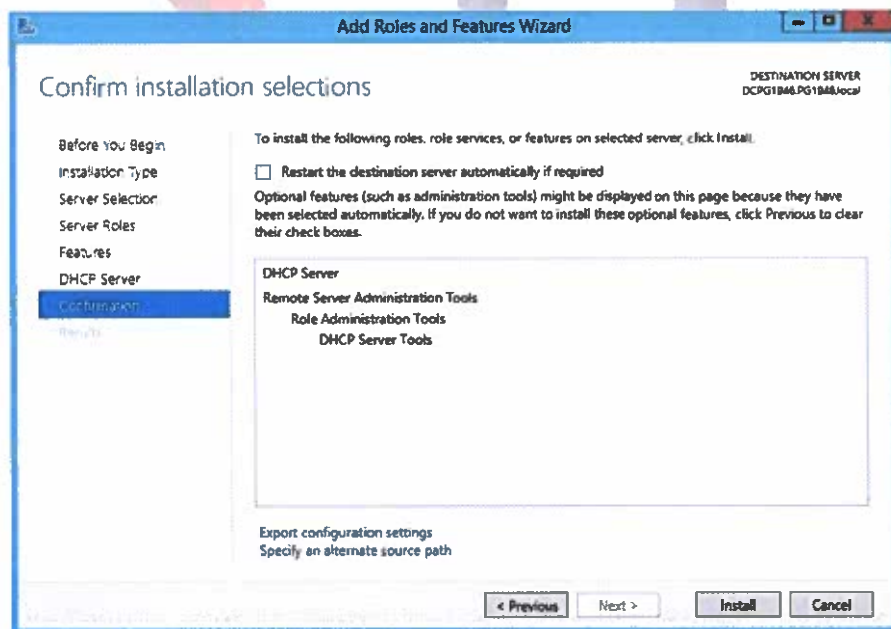 Add Roles and Features Wizard
Confirm installation selections
DESTINATION SERVER
DCPG1846.PG1846.local
Before You Begin
Installation Type
Server Selection
Server Roles
Features
DHCP Server
Confirmation
Results
To install the following roles, role services, or features on selected server, click Install.
Restart the destination server automatically if required
Optional features (such as administration tools) might be displayed on this page because they have
been selected automatically. If you do not want to install these optional features, click Previous to clear
their check boxes.
DHCP Server
Remote Server Administration Tools
Role Administration Tools
DHCP Server Tools
Export configuration settings
Specify an alternate source path
< Previous
Next >
Install
Cancel